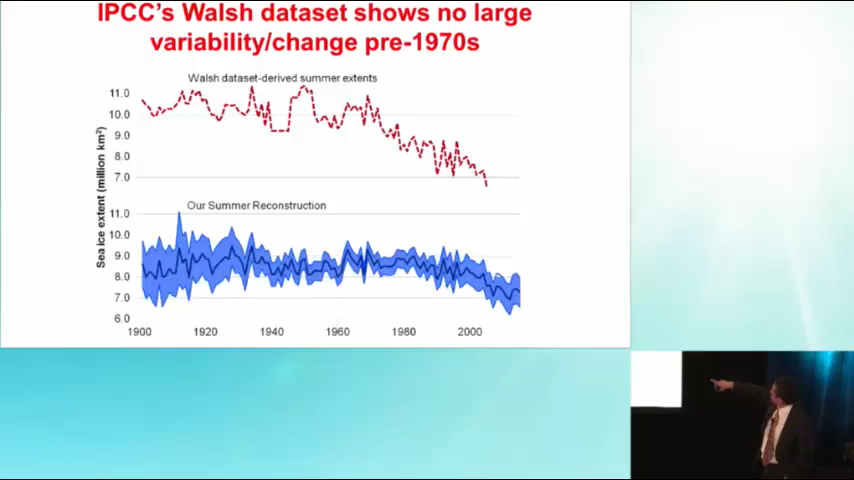 IPCC's Walsh dataset shows no large
variability/change pre-1970s
Walsh dataset-derived summer extents
11.0
10.0
9.0
8.0
7.0
Sea ice extent (million km²)
Our Summer Reconstruction
11.0
10.0
9.0
8.0
7.0
6.0
1900 1920 1940 1960 1980 2000